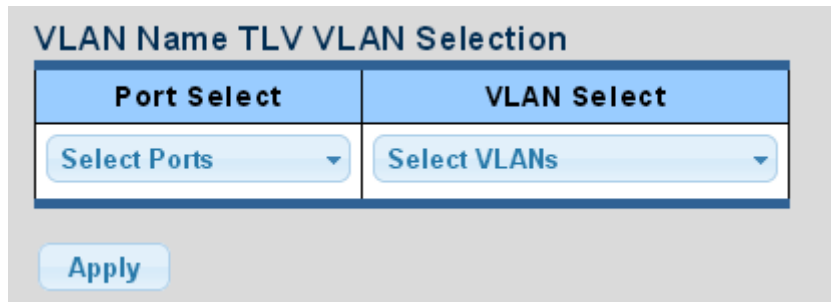 VLAN Name TLV VLAN Selection
Port Select VLAN Select
Select Ports Select VLANs
Apply